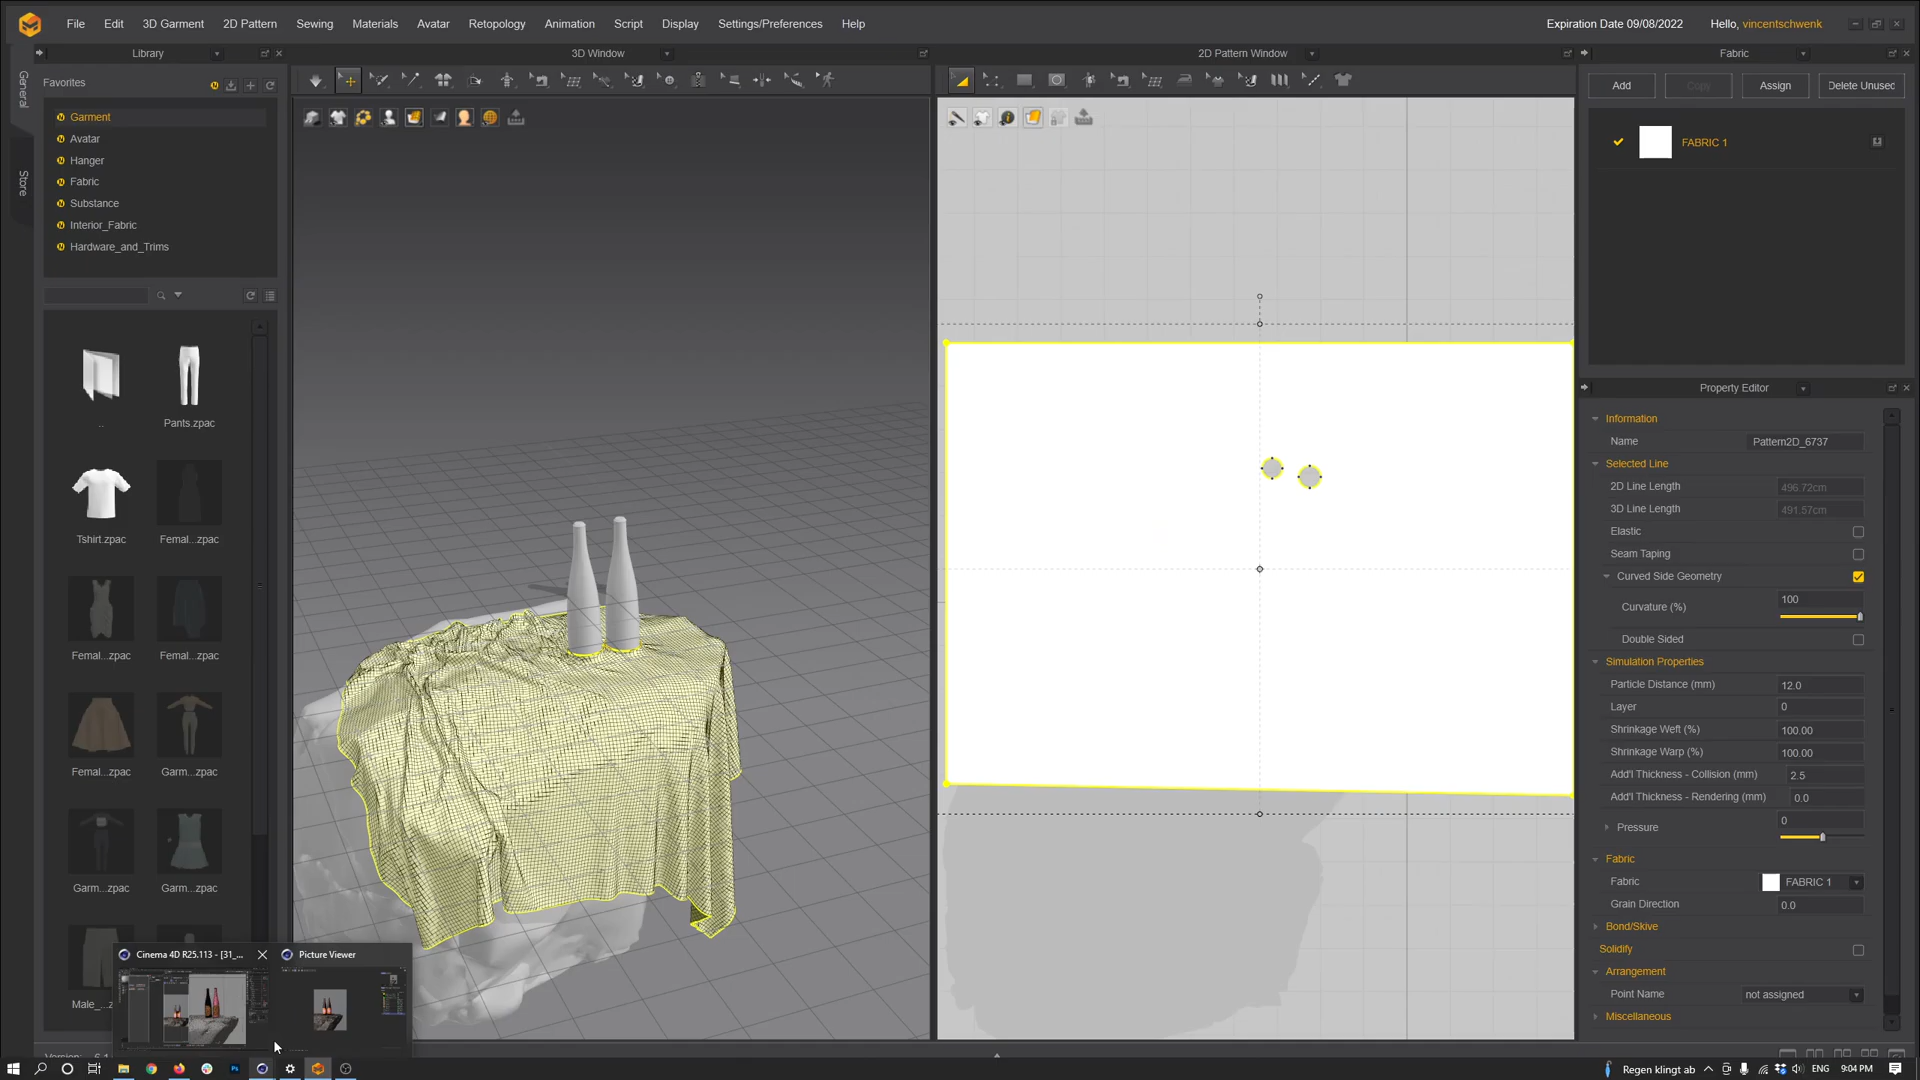 File Edit 3D Garment 2D Pattern Sewing Materials Avatar Retopology Animation Script Display Settings/Preferences Help
Expiration Date 09/08/2022 Hello, vincentschwenk
Library 3D Window 2D Pattern Window Fabric
General
Store
Favorites
Garment
Avatar
Hanger
Fabric
Substance
Interior_Fabric
Hardware_and_Trims
..
Pants.zpac
Tshirt.zpac
Femal...zpac
Femal...zpac
Femal...zpac
Femal...zpac
Garm...zpac
Garm...zpac
Garm...zpac
Male_...z
Add Copy Assign Delete Unused
FABRIC 1
Property Editor
Information
Name Pattern2D_6737
Selected Line
2D Line Length 496.72cm
3D Line Length 491.57cm
Elastic
Seam Taping
Curved Side Geometry
Curvature (%) 100
Double Sided
Simulation Properties
Particle Distance (mm) 12.0
Layer 0
Shrinkage Weft (%) 100.00
Shrinkage Warp (%) 100.00
Add'l Thickness - Collision (mm) 2.5
Add'l Thickness - Rendering (mm) 0.0
Pressure 0
Fabric
Fabric FABRIC 1
Grain Direction 0.0
Bond/Skive
Solidify
Arrangement
Point Name not assigned
Miscellaneous
Cinema 4D R25.113 - [31_... Picture Viewer
Regen klingt ab ENG 9:04 PM